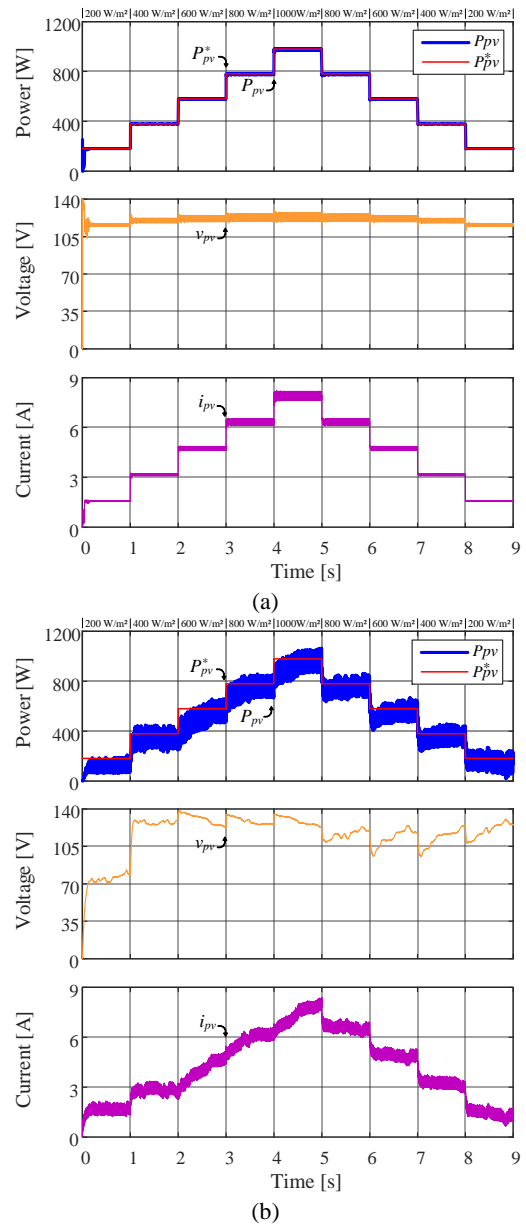 200 W/m² 400 W/m² 600 W/m² 800 W/m² 1000W/m² 800 W/m² 600 W/m² 400 W/m² 200 W/m²
1200
800
400
0
Power [W]
P*pv
Ppv
Ppv
P*pv
140
105
70
35
0
Voltage [V]
vpv
9
6
3
0
Current [A]
ipv
0 1 2 3 4 5 6 7 8 9
Time [s]
(a)
200 W/m² 400 W/m² 600 W/m² 800 W/m² 1000W/m² 800 W/m² 600 W/m² 400 W/m² 200 W/m²
1200
800
400
0
Power [W]
P*pv
Ppv
Ppv
P*pv
140
105
70
35
0
Voltage [V]
vpv
9
6
3
0
Current [A]
ipv
0 1 2 3 4 5 6 7 8 9
Time [s]
(b)